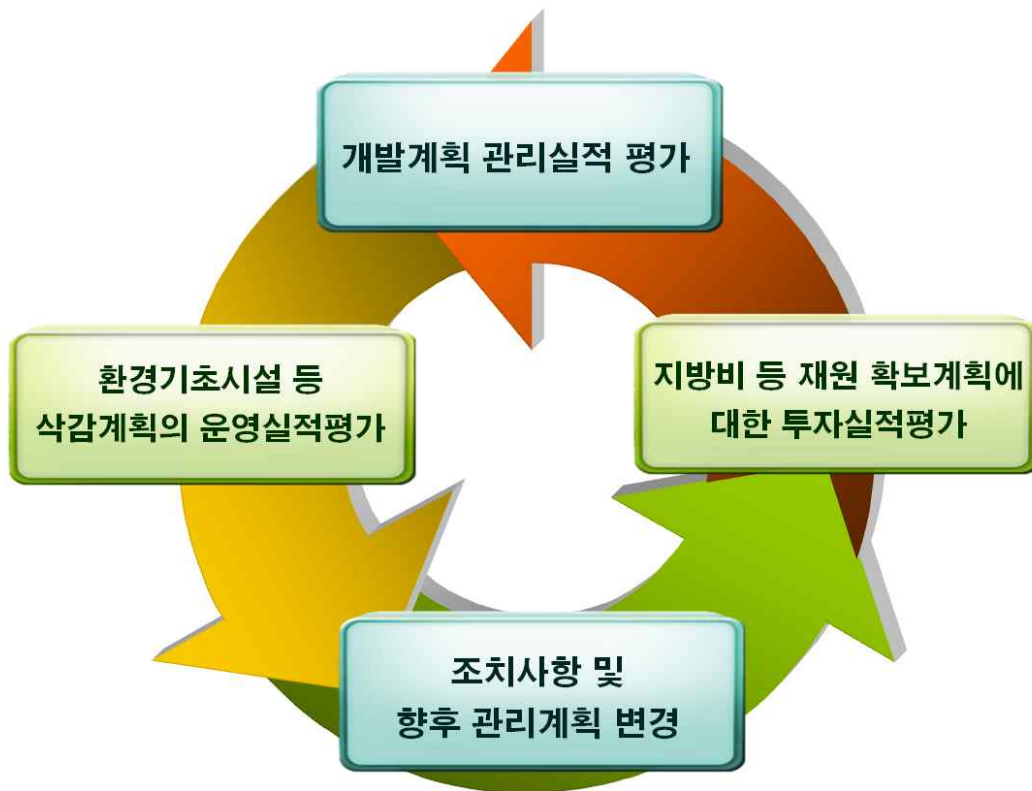 개발계획 관리실적 평가
환경기초시설 등
삭감계획의 운영실적평가
지방비 등 재원 확보계획에
대한 투자실적평가
조치사항 및
향후 관리계획 변경